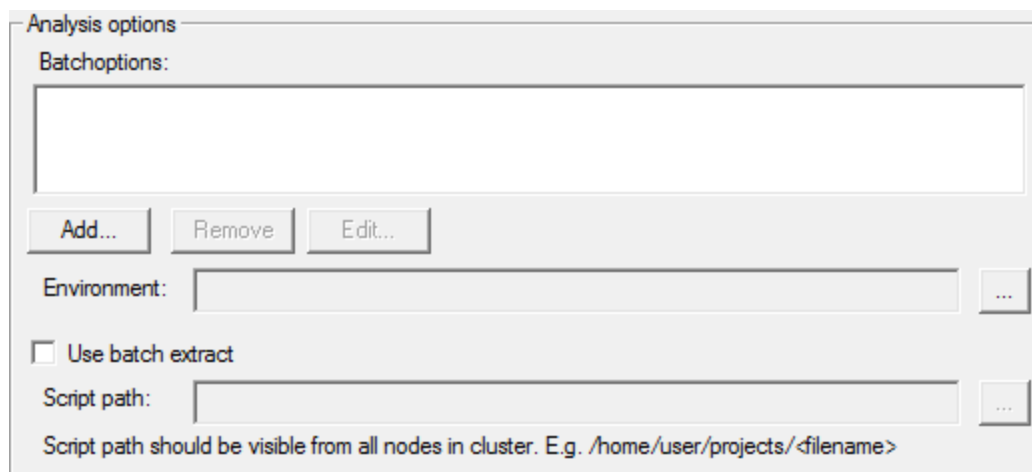 Analysis options
Batchoptions:
Add...
Remove
Edit...
Environment:
...
Use batch extract
Script path:
...
Script path should be visible from all nodes in cluster. E.g. /home/user/projects/<filename>